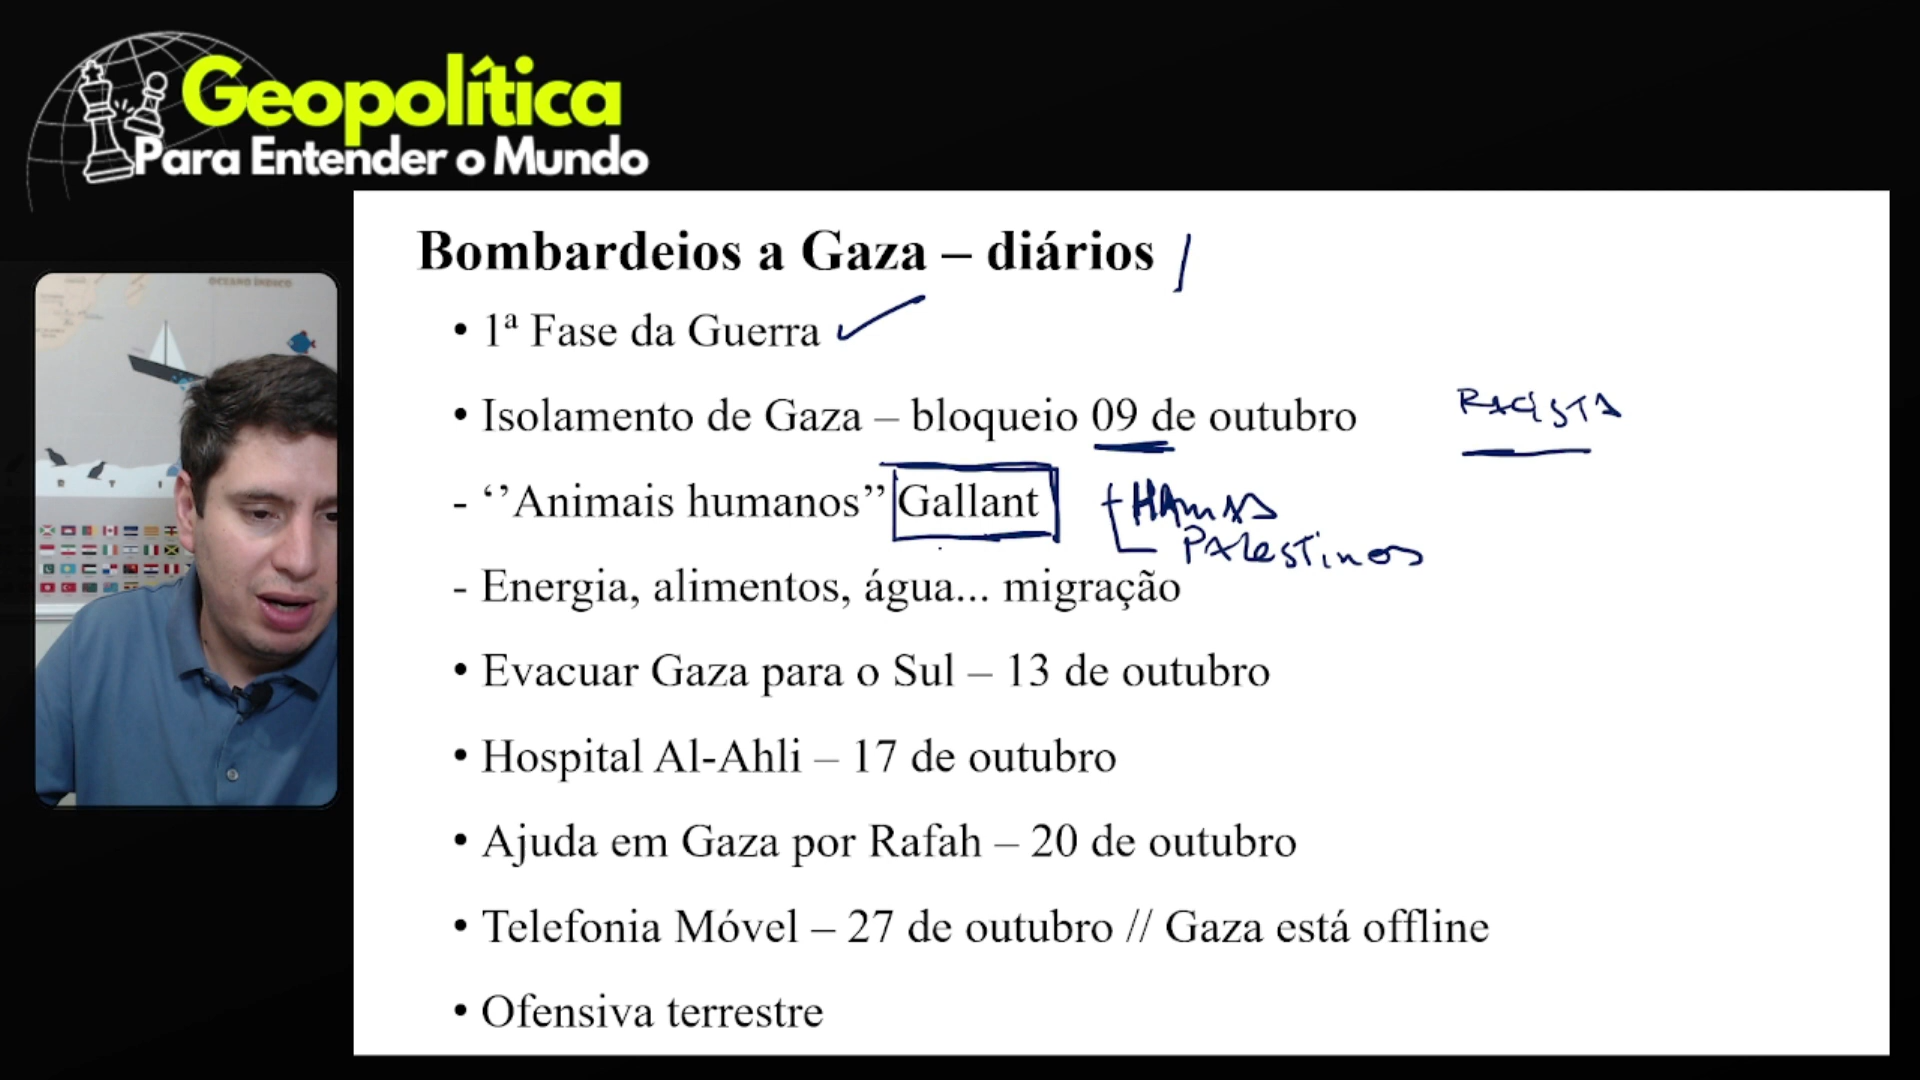 Geopolítica
Para Entender o Mundo
OCEANO ÍNDICO
Bombardeios a Gaza – diários /
• 1ª Fase da Guerra ✓
• Isolamento de Gaza – bloqueio 09 de outubro RACISTA
- ‘’Animais humanos’’ Gallant HAMAS
PALESTINOS
- Energia, alimentos, água... migração
• Evacuar Gaza para o Sul – 13 de outubro
• Hospital Al-Ahli – 17 de outubro
• Ajuda em Gaza por Rafah – 20 de outubro
• Telefonia Móvel – 27 de outubro // Gaza está offline
• Ofensiva terrestre